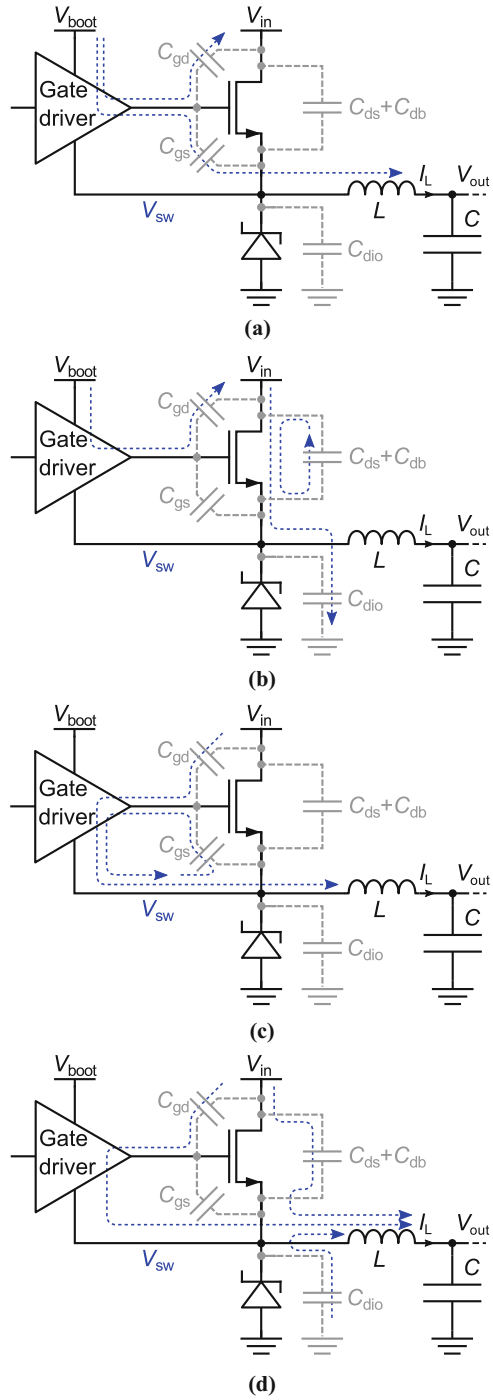 Vboot
Vin
Gate driver
Cgd
Cgs
Cds+Cdb
Vsw
IL
Vout
L
C
Cdio
(a)
Vboot
Vin
Gate driver
Cgd
Cgs
Cds+Cdb
Vsw
IL
Vout
L
C
Cdio
(b)
Vboot
Vin
Gate driver
Cgd
Cgs
Cds+Cdb
Vsw
IL
Vout
L
C
Cdio
(c)
Vboot
Vin
Gate driver
Cgd
Cgs
Cds+Cdb
Vsw
IL
Vout
L
C
Cdio
(d)